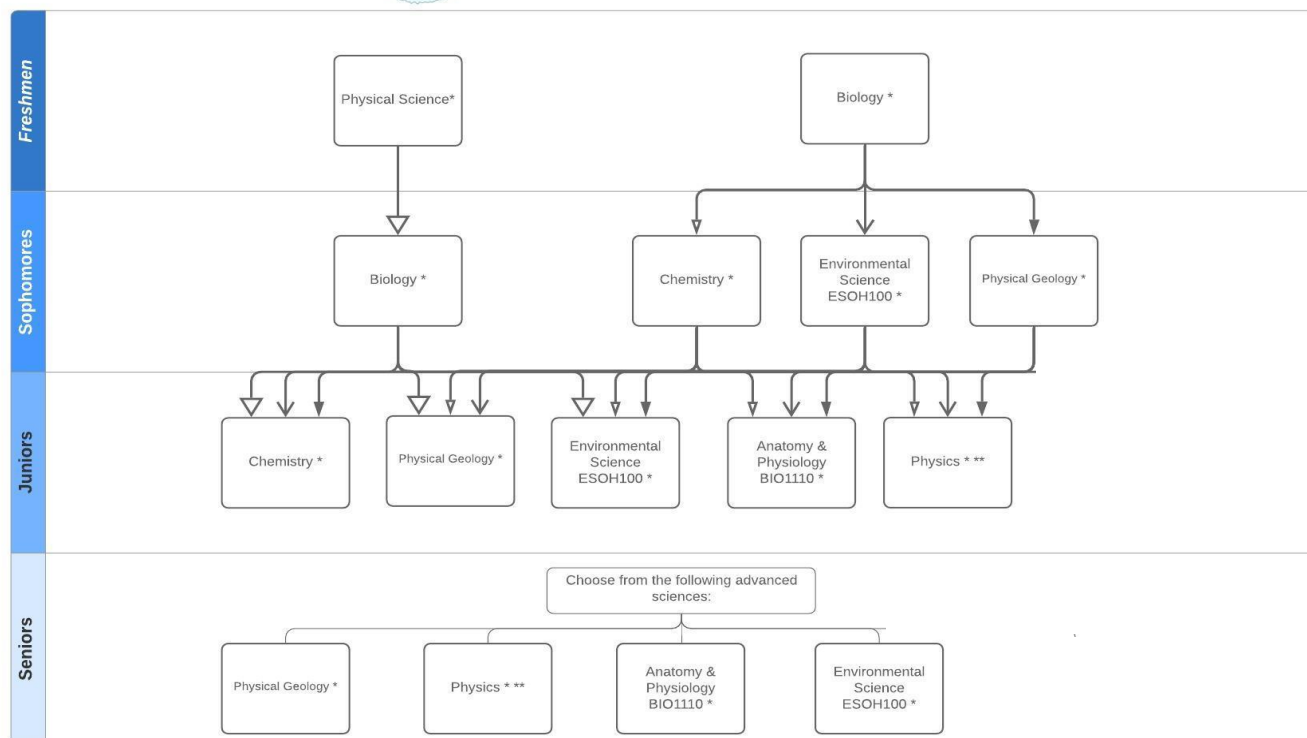 Freshmen
Physical Science*
Biology *
Sophomores
Biology *
Chemistry *
Environmental
Science
ESOH100 *
Physical Geology *
Juniors
Chemistry *
Physical Geology *
Environmental
Science
ESOH100 *
Anatomy &
Physiology
BIO1110 *
Physics * **
Seniors
Choose from the following advanced
sciences:
Physical Geology *
Physics * **
Anatomy &
Physiology
BIO1110 *
Environmental
Science
ESOH100 *